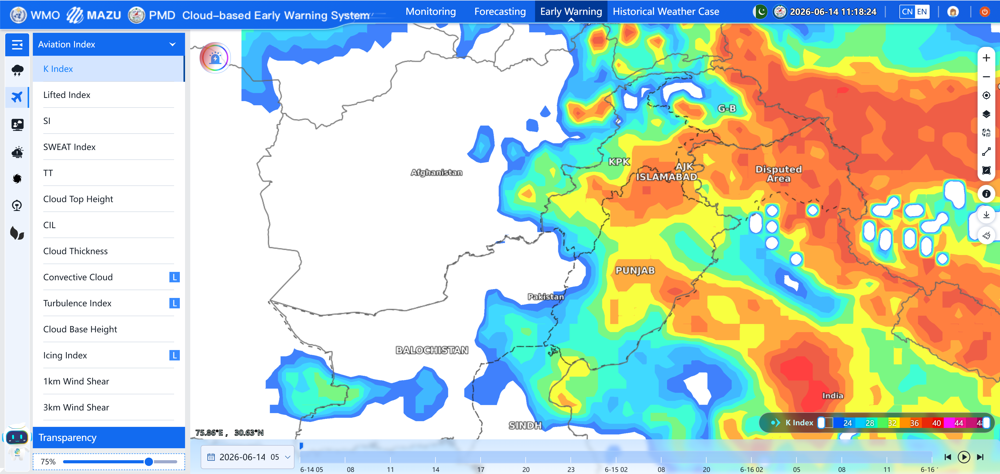 WMO MAZU PMD Cloud-based Early Warning System
Monitoring Forecasting Early Warning Historical Weather Case
2026-06-14 11:18:24 CN EN
Aviation Index
K Index
Lifted Index
SI
SWEAT Index
TT
Cloud Top Height
CIL
Cloud Thickness
Convective Cloud L
Turbulence Index L
Cloud Base Height
Icing Index L
1km Wind Shear
3km Wind Shear
Transparency
75%
MAZU
G-B
KPK
AJK
ISLAMABAD
Disputed
Area
Afghanistan
PUNJAB
Pakistan
BALOCHISTAN
India
SINDH
75.86°E , 30.63°N
K Index 24 28 32 36 40 44 48
2026-06-14 05
6-14 05 08 11 14 17 20 23 6-15 02 08 20 6-16 02 05 08 11 6-16